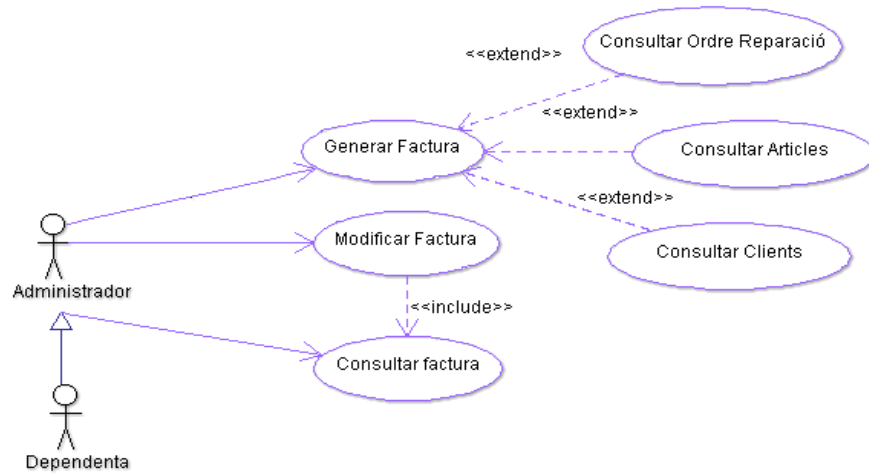 Consultar Ordre Reparació
<<extend>>
<<extend>>
Generar Factura
Consultar Articles
<<extend>>
Modificar Factura
Consultar Clients
Administrador
<<include>>
Consultar factura
Dependenta